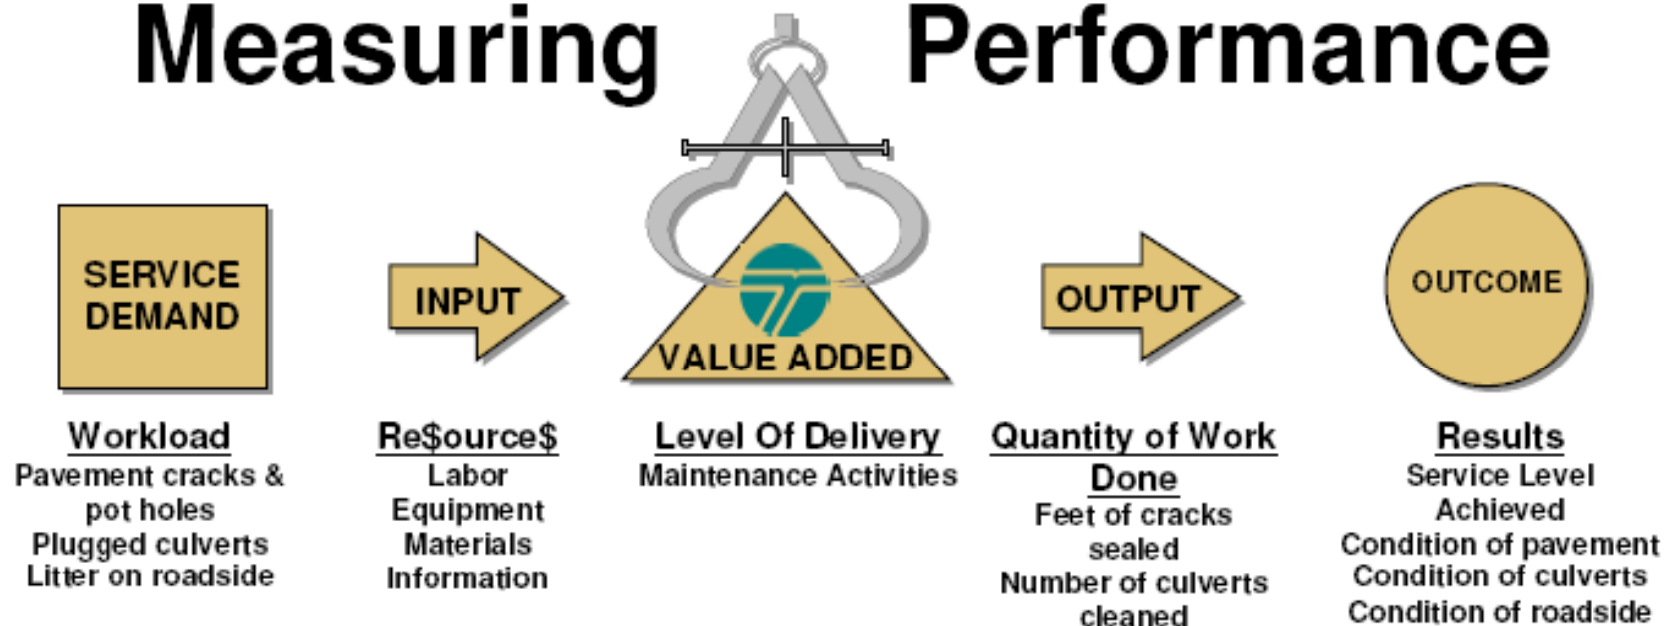 Measuring Performance
SERVICE
DEMAND
INPUT
VALUE ADDED
OUTPUT
OUTCOME
Workload
Pavement cracks &
pot holes
Plugged culverts
Litter on roadside
Re$ource$
Labor
Equipment
Materials
Information
Level Of Delivery
Maintenance Activities
Quantity of Work
Done
Feet of cracks
sealed
Number of culverts
cleaned
Results
Service Level
Achieved
Condition of pavement
Condition of culverts
Condition of roadside